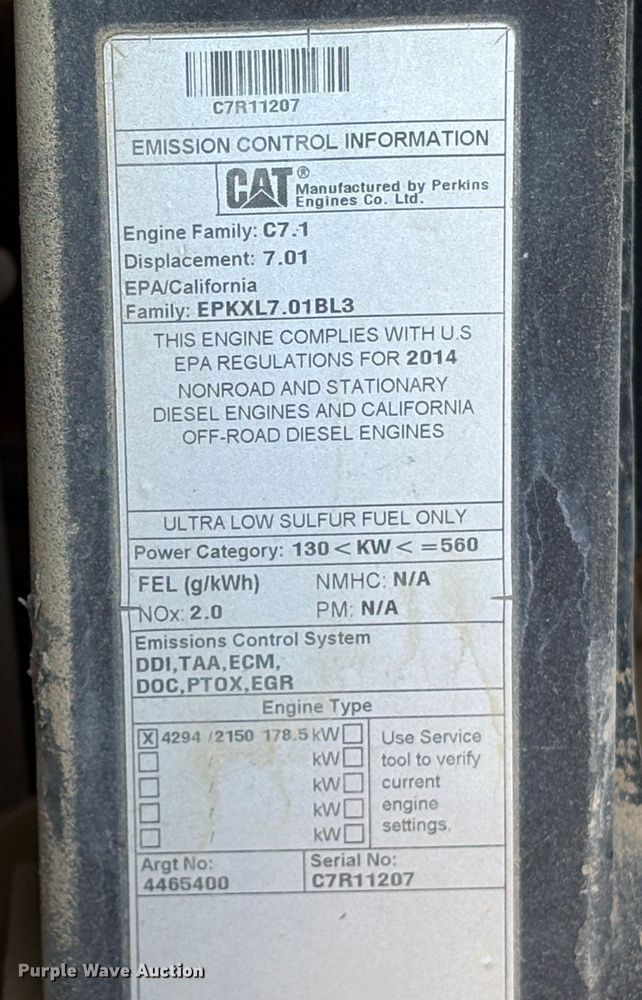 C7R11207
EMISSION CONTROL INFORMATION
CAT® Manufactured by Perkins
Engines Co. Ltd.
Engine Family: C7.1
Displacement: 7.01
EPA/California
Family: EPKXL7.01BL3
THIS ENGINE COMPLIES WITH U.S
EPA REGULATIONS FOR 2014
NONROAD AND STATIONARY
DIESEL ENGINES AND CALIFORNIA
OFF-ROAD DIESEL ENGINES
ULTRA LOW SULFUR FUEL ONLY
Power Category: 130 < KW < =560
FEL (g/kWh) NMHC: N/A
NOx: 2.0 PM: N/A
Emissions Control System
DDI,TAA,ECM,
DOC,PTOX,EGR
Engine Type
X 4294 /2150 178.5 kW Use Service
/ kW tool to verify
/ kW current
/ kW engine
/ kW settings.
Argt No: Serial No:
4465400 C7R11207
Purple Wave Auction